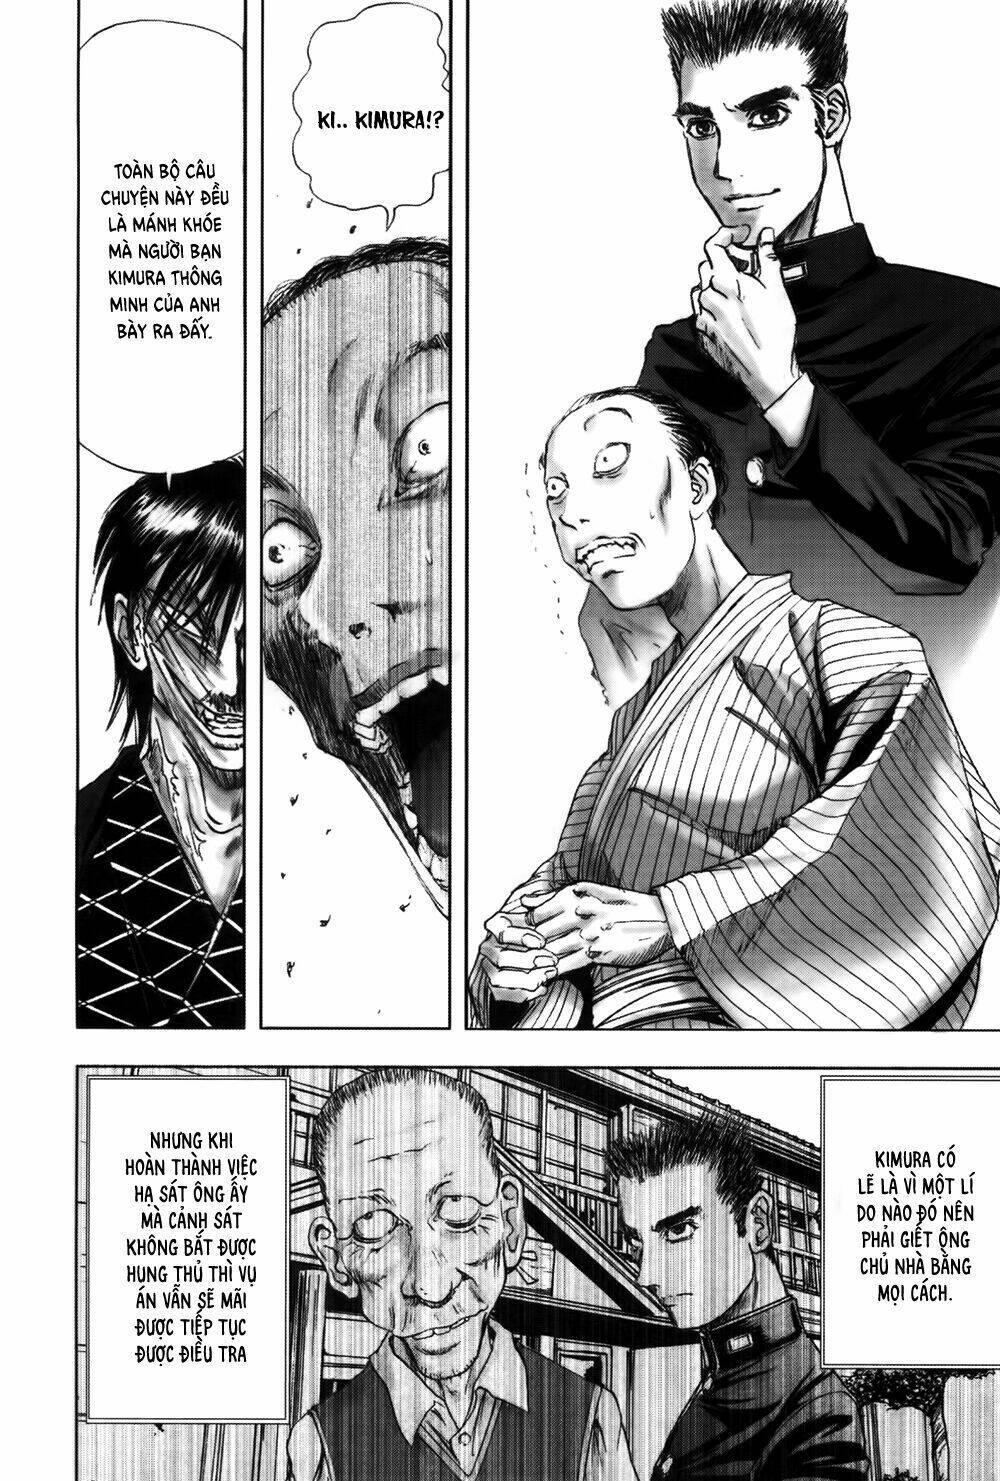 KI.. KIMURA!?
TOÀN BỘ CÂU
CHUYỆN NÀY ĐỀU
LÀ MÁNH KHÓE
MÀ NGƯỜI BẠN
KIMURA THÔNG
MINH CỦA ANH
BÀY RA ĐẤY.
KIMURA CÓ
LẼ LÀ VÌ MỘT LÍ
DO NÀO ĐÓ NÊN
PHẢI GIẾT ÔNG
CHỦ NHÀ BẰNG
MỌI CÁCH.
NHƯNG KHI
HOÀN THÀNH VIỆC
HẠ SÁT ÔNG ẤY
MÀ CẢNH SÁT
KHÔNG BẮT ĐƯỢC
HUNG THỦ THÌ VỤ
ÁN VẪN SẼ MÃI
ĐƯỢC TIẾP TỤC
ĐƯỢC ĐIỀU TRA